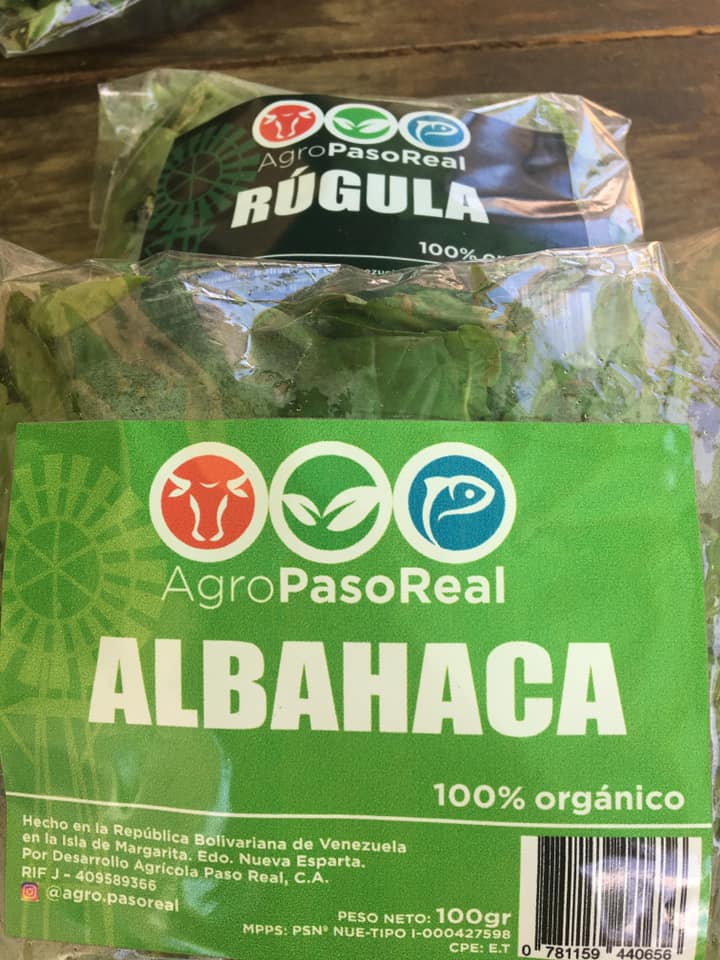 AgroPasoReal
RÚGULA
100%
AgroPasoReal
ALBAHACA
100% orgánico
Hecho en la República Bolivariana de Venezuela
en la Isla de Margarita. Edo. Nueva Esparta.
Por Desarrollo Agrícola Paso Real, C.A.
RIF J - 409589366
@agro.pasoreal
PESO NETO: 100gr
MPPS: PSN° NUE-TIPO I-000427598
CPE: E.T
0 781159 440656